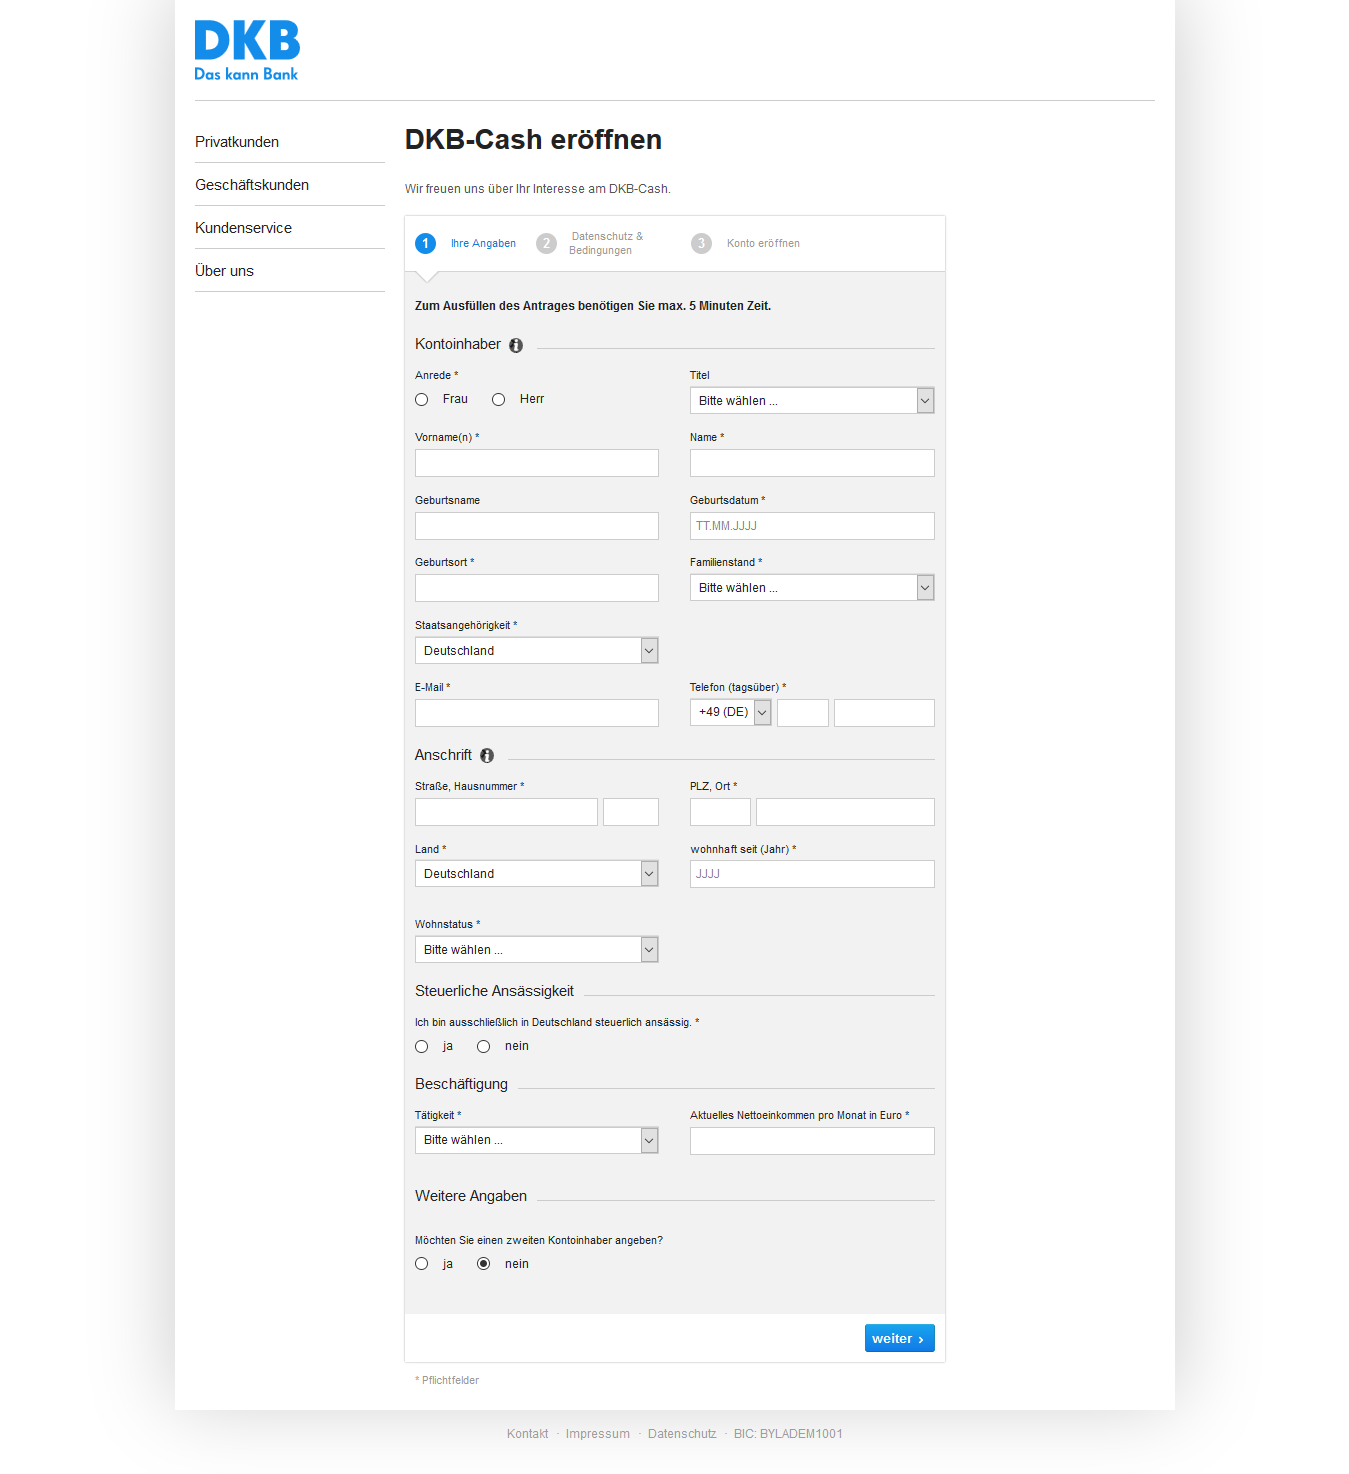 DKB
Das kann Bank
Privatkunden
Geschäftskunden
Kundenservice
Über uns
DKB-Cash eröffnen
Wir freuen uns über Ihr Interesse am DKB-Cash.
1 Ihre Angaben 2 Datenschutz & Bedingungen 3 Konto eröffnen
Zum Ausfüllen des Antrages benötigen Sie max. 5 Minuten Zeit.
Kontoinhaber i
Anrede * Titel
Frau Herr Bitte wählen ...
Vorname(n) * Name *
Geburtsname Geburtsdatum *
TT.MM.JJJJ
Geburtsort * Familienstand *
Bitte wählen ...
Staatsangehörigkeit *
Deutschland
E-Mail * Telefon (tagsüber) *
+49 (DE)
Anschrift i
Straße, Hausnummer * PLZ, Ort *
Land * wohnhaft seit (Jahr) *
Deutschland JJJJ
Wohnstatus *
Bitte wählen ...
Steuerliche Ansässigkeit
Ich bin ausschließlich in Deutschland steuerlich ansässig. *
ja nein
Beschäftigung
Tätigkeit * Aktuelles Nettoeinkommen pro Monat in Euro *
Bitte wählen ...
Weitere Angaben
Möchten Sie einen zweiten Kontoinhaber angeben?
ja nein
weiter ›
* Pflichtfelder
Kontakt · Impressum · Datenschutz · BIC: BYLADEM1001